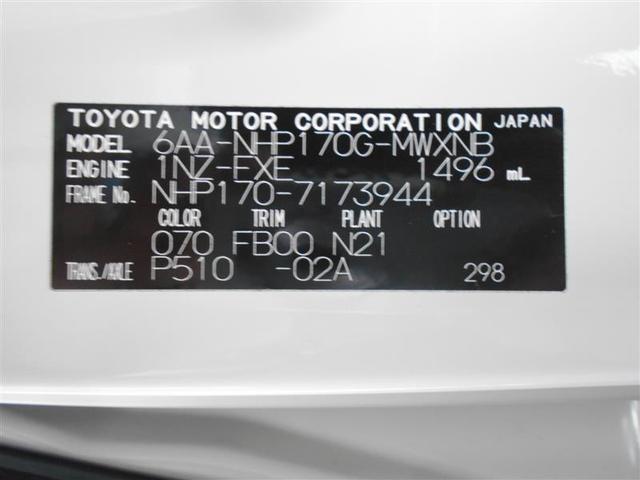 TOYOTA MOTOR CORPORATION JAPAN
MODEL 6AA-NHP170G-MWXNB
ENGINE 1NZ-FXE 1496 mL
FRAME No. NHP170-7173944
COLOR TRIM PLANT OPTION
070 FB00 N21
TRANS./AXLE P510 -02A 298